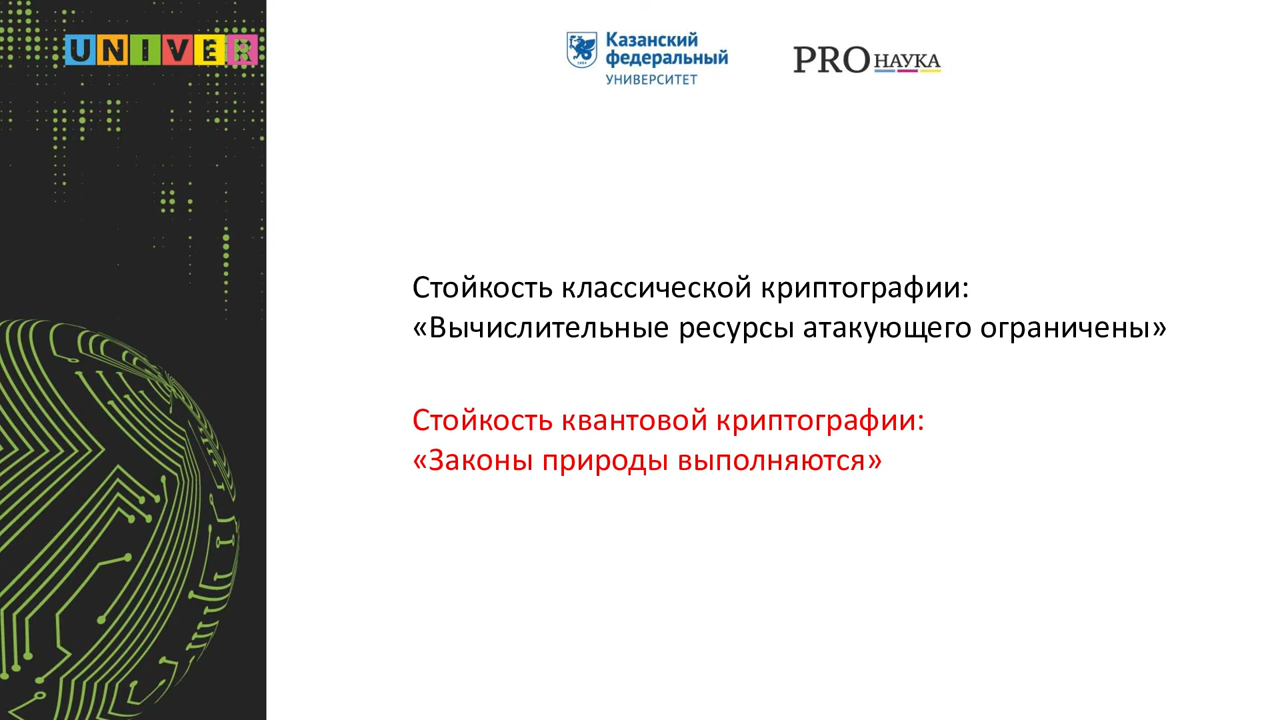 UNIVER
Казанский
федеральный
УНИВЕРСИТЕТ
PRO НАУКА
Стойкость классической криптографии:
«Вычислительные ресурсы атакующего ограничены»
Стойкость квантовой криптографии:
«Законы природы выполняются»